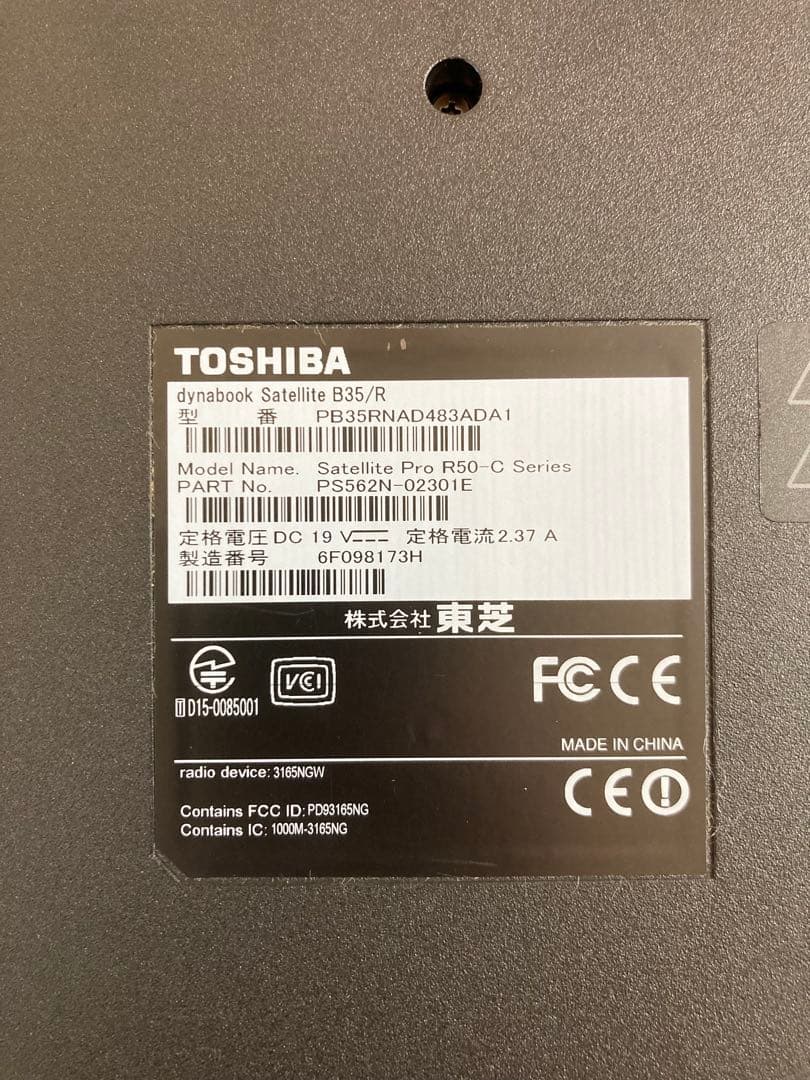 TOSHIBA
dynabook Satellite B35/R
型 番 PB35RNAD483ADA1
Model Name. Satellite Pro R50-C Series
PART No. PS562N-02301E
定格電圧DC 19 V⎓ 定格電流2.37 A
製造番号 6F098173H
株式会社 東芝
T D15-0085001
VCI
FC CE
MADE IN CHINA
radio device: 3165NGW
CE !
Contains FCC ID: PD93165NG
Contains IC: 1000M-3165NG